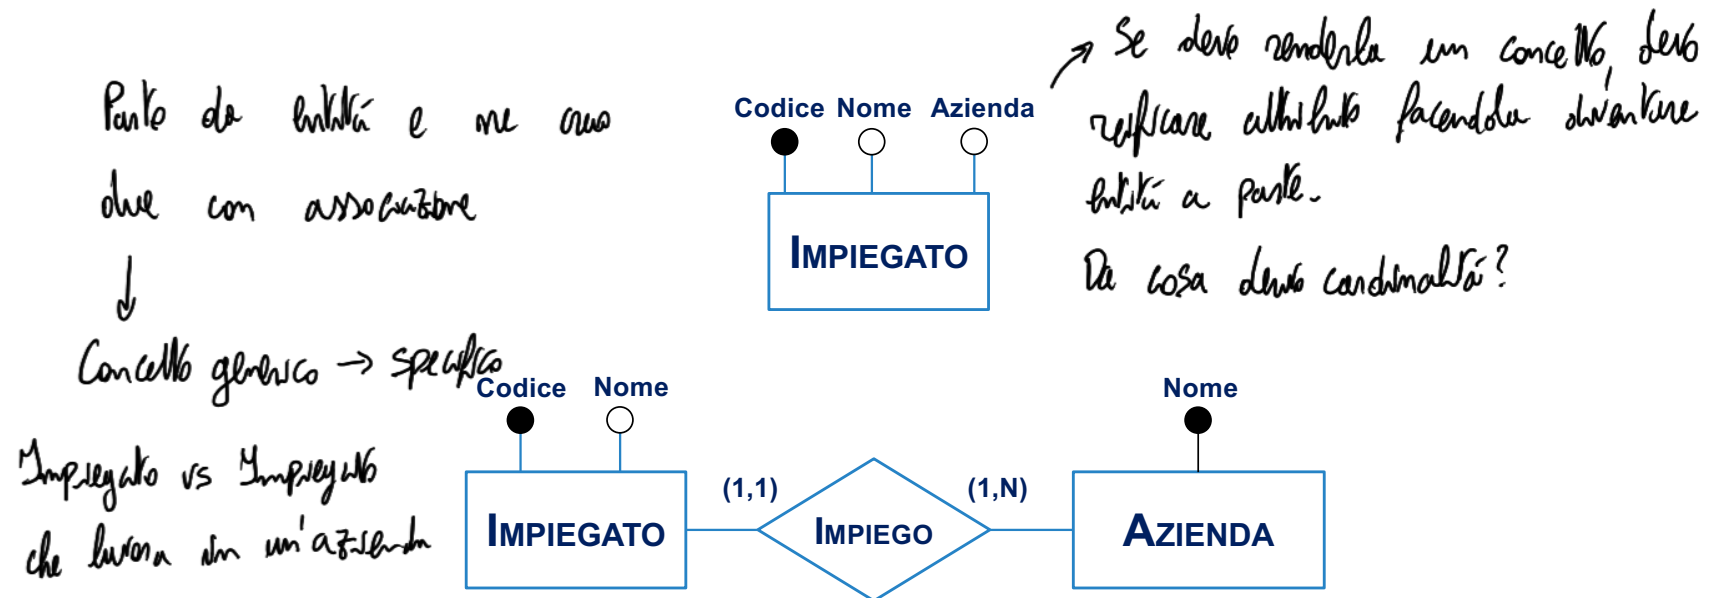 Parto da entità e ne creo
due con associazione
Concetto generico → specifico
Impiegato vs Impiegato
che lavora in un'azienda
Codice Nome Azienda
IMPIEGATO
Se devo renderla un concetto, devo
reificare attributo facendola diventare
entità a parte.
Da cosa derivo cardinalità?
Codice Nome
Nome
IMPIEGATO (1,1) IMPIEGO (1,N) AZIENDA